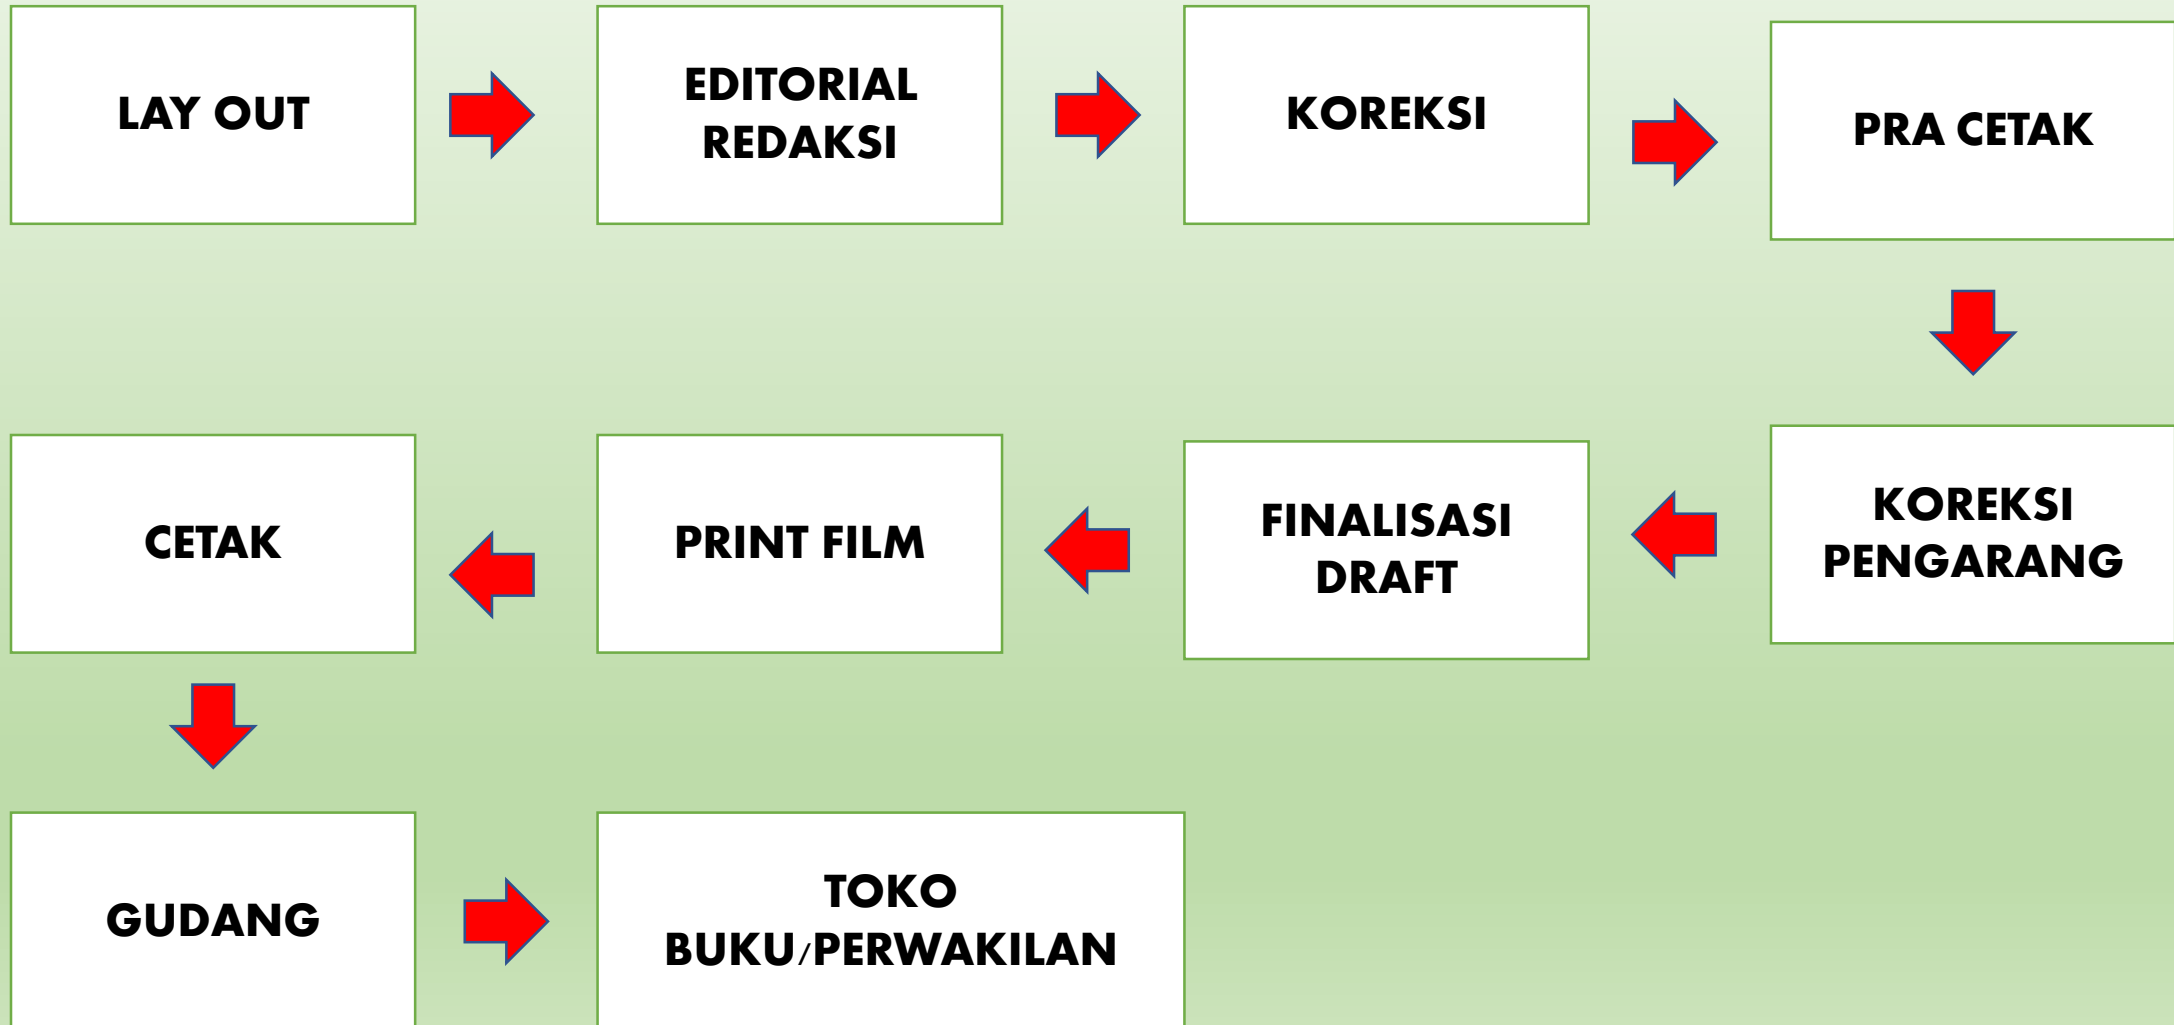 LAY OUT
EDITORIAL
REDAKSI
KOREKSI
PRA CETAK
KOREKSI
PENGARANG
FINALISASI
DRAFT
PRINT FILM
CETAK
GUDANG
TOKO
BUKU/PERWAKILAN